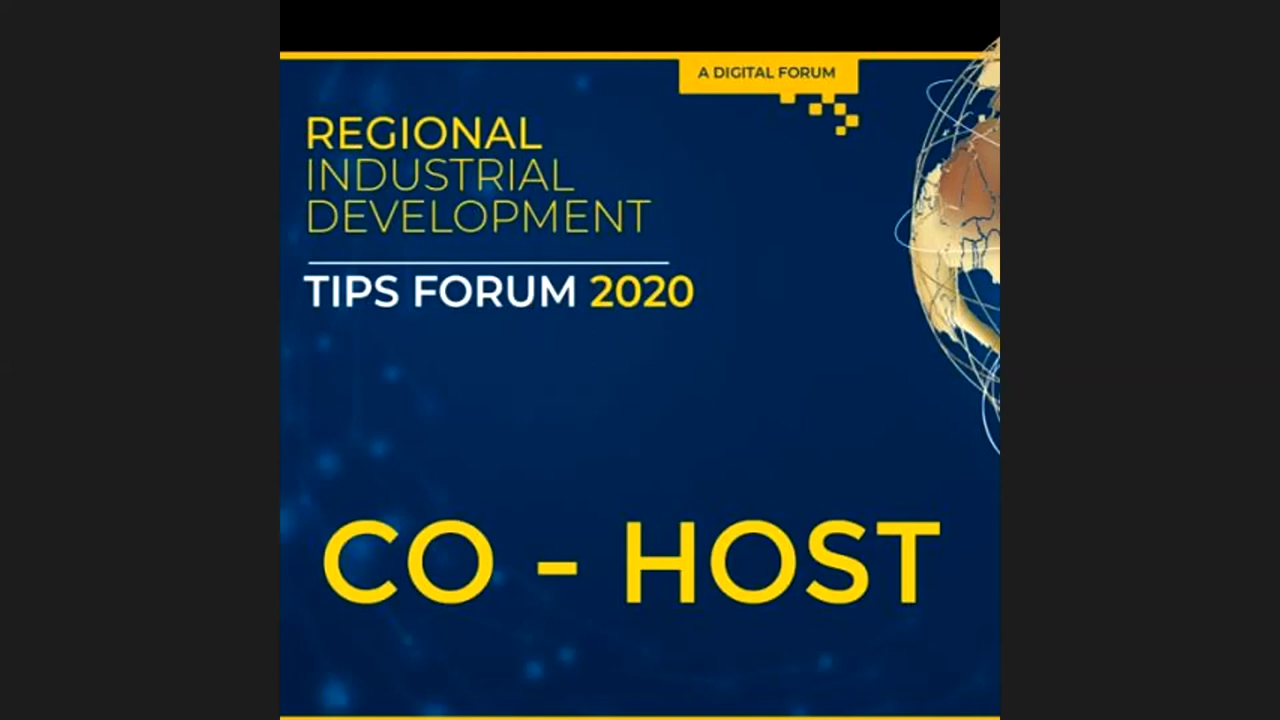 A DIGITAL FORUM
REGIONAL
INDUSTRIAL
DEVELOPMENT
TIPS FORUM 2020
CO - HOST